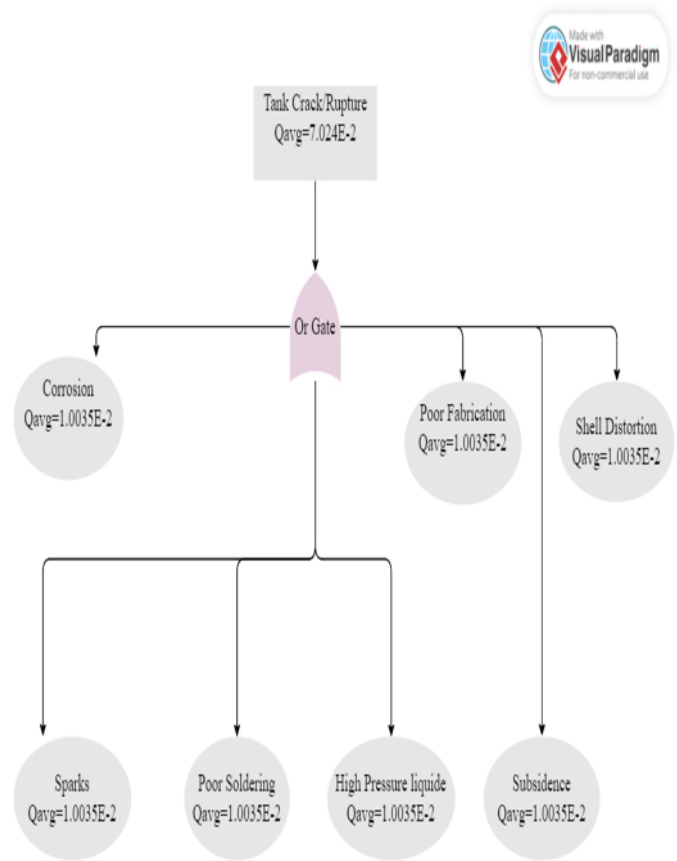 Made with
VisualParadigm
For non-commercial use
Tank Crack/Rupture
Qavg=7.024E-2
Or Gate
Corrosion
Qavg=1.0035E-2
Poor Fabrication
Qavg=1.0035E-2
Shell Distortion
Qavg=1.0035E-2
Sparks
Qavg=1.0035E-2
Poor Soldering
Qavg=1.0035E-2
High Pressure liquide
Qavg=1.0035E-2
Subsidence
Qavg=1.0035E-2